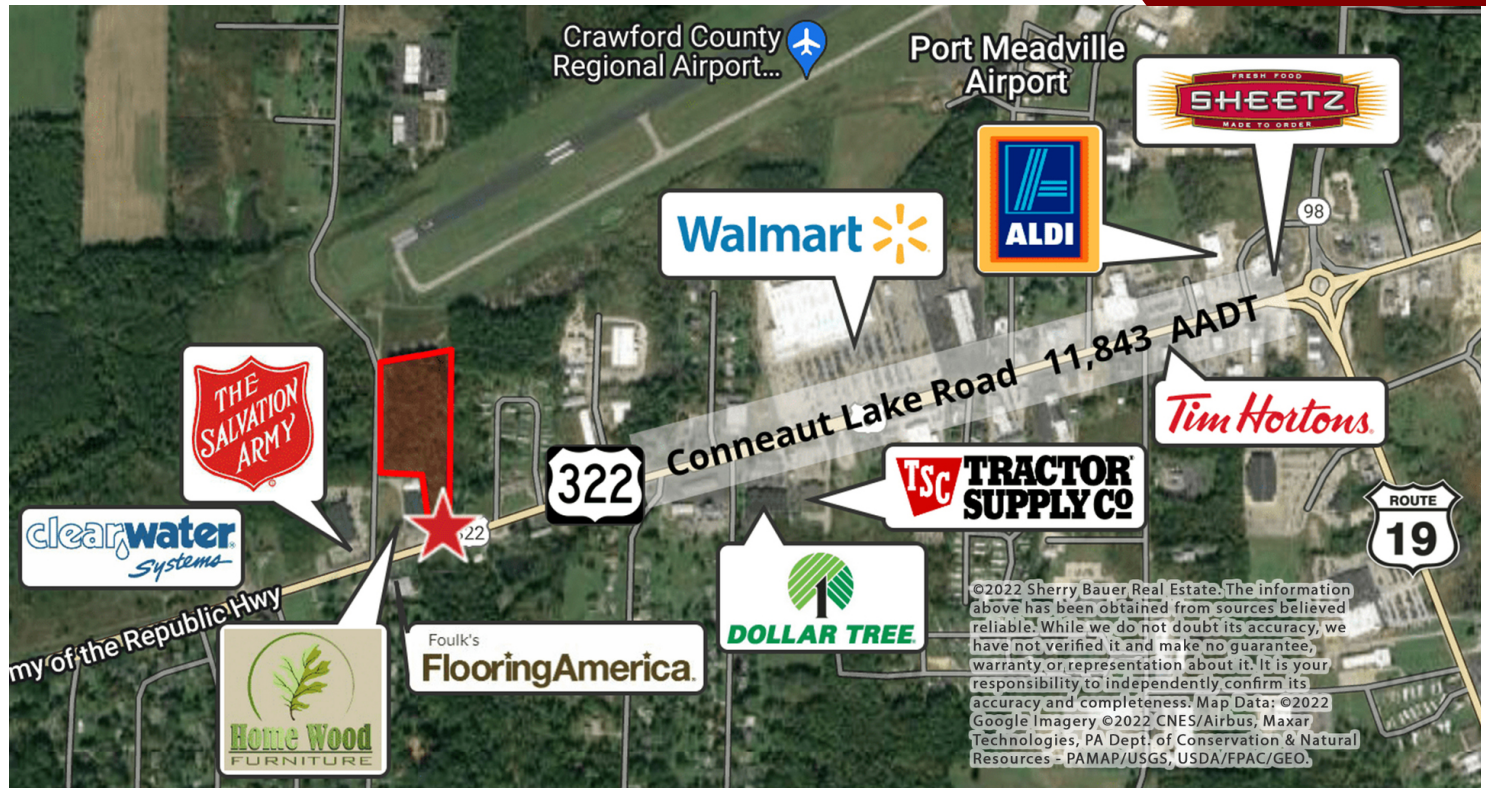 Crawford County
Regional Airport...
Port Meadville
Airport
FRESH FOOD
SHEETZ
MADE TO ORDER
ALDI
98
Walmart
Conneaut Lake Road 11,843 AADT
THE
SALVATION
ARMY
Tim Hortons
322
TSC TRACTOR
SUPPLY CO
ROUTE
19
clearwater
Systems
22
DOLLAR TREE
my of the Republic Hwy
Foulk's
FlooringAmerica
Home Wood
FURNITURE
©2022 Sherry Bauer Real Estate. The information
above has been obtained from sources believed
reliable. While we do not doubt its accuracy, we
have not verified it and make no guarantee,
warranty or representation about it. It is your
responsibility to independently confirm its
accuracy and completeness. Map Data: ©2022
Google Imagery ©2022 CNES/Airbus, Maxar
Technologies, PA Dept. of Conservation & Natural
Resources - PAMAP/USGS, USDA/FPAC/GEO.